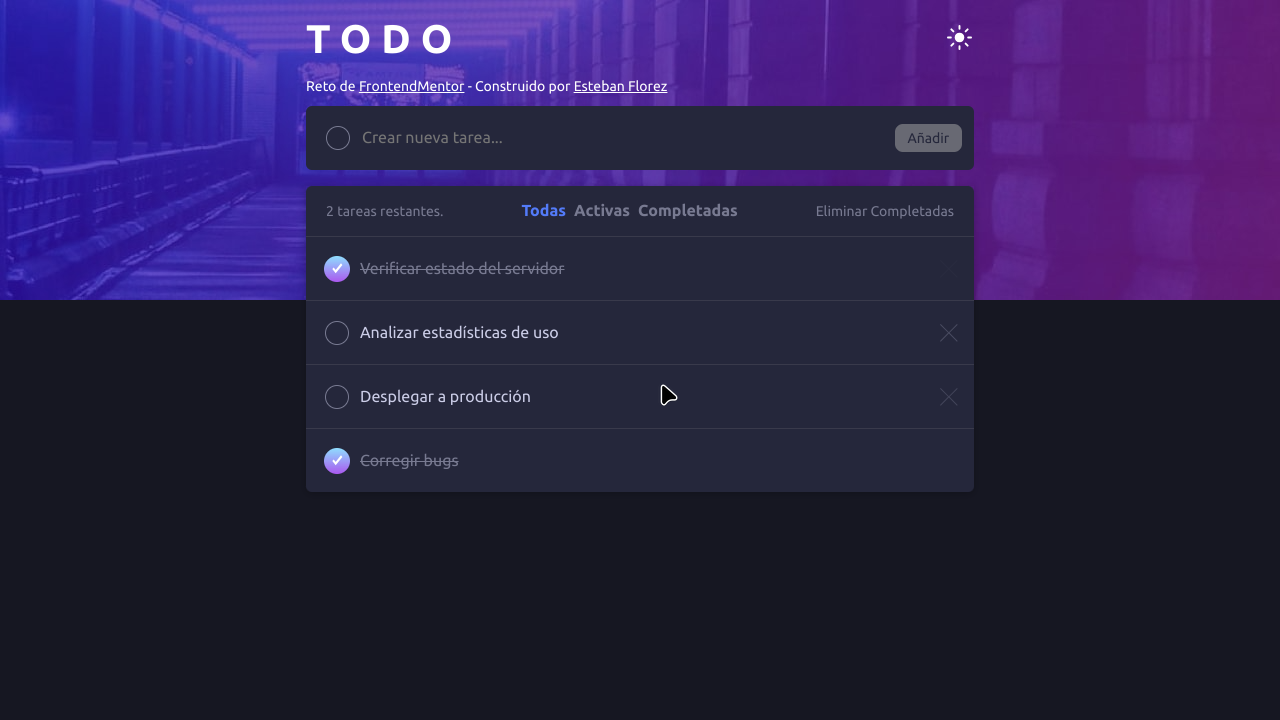 TODO
Reto de FrontendMentor - Construido por Esteban Florez
Crear nueva tarea... Añadir
2 tareas restantes. Todas Activas Completadas Eliminar Completadas
Verificar estado del servidor
Analizar estadísticas de uso
Desplegar a producción
Corregir bugs